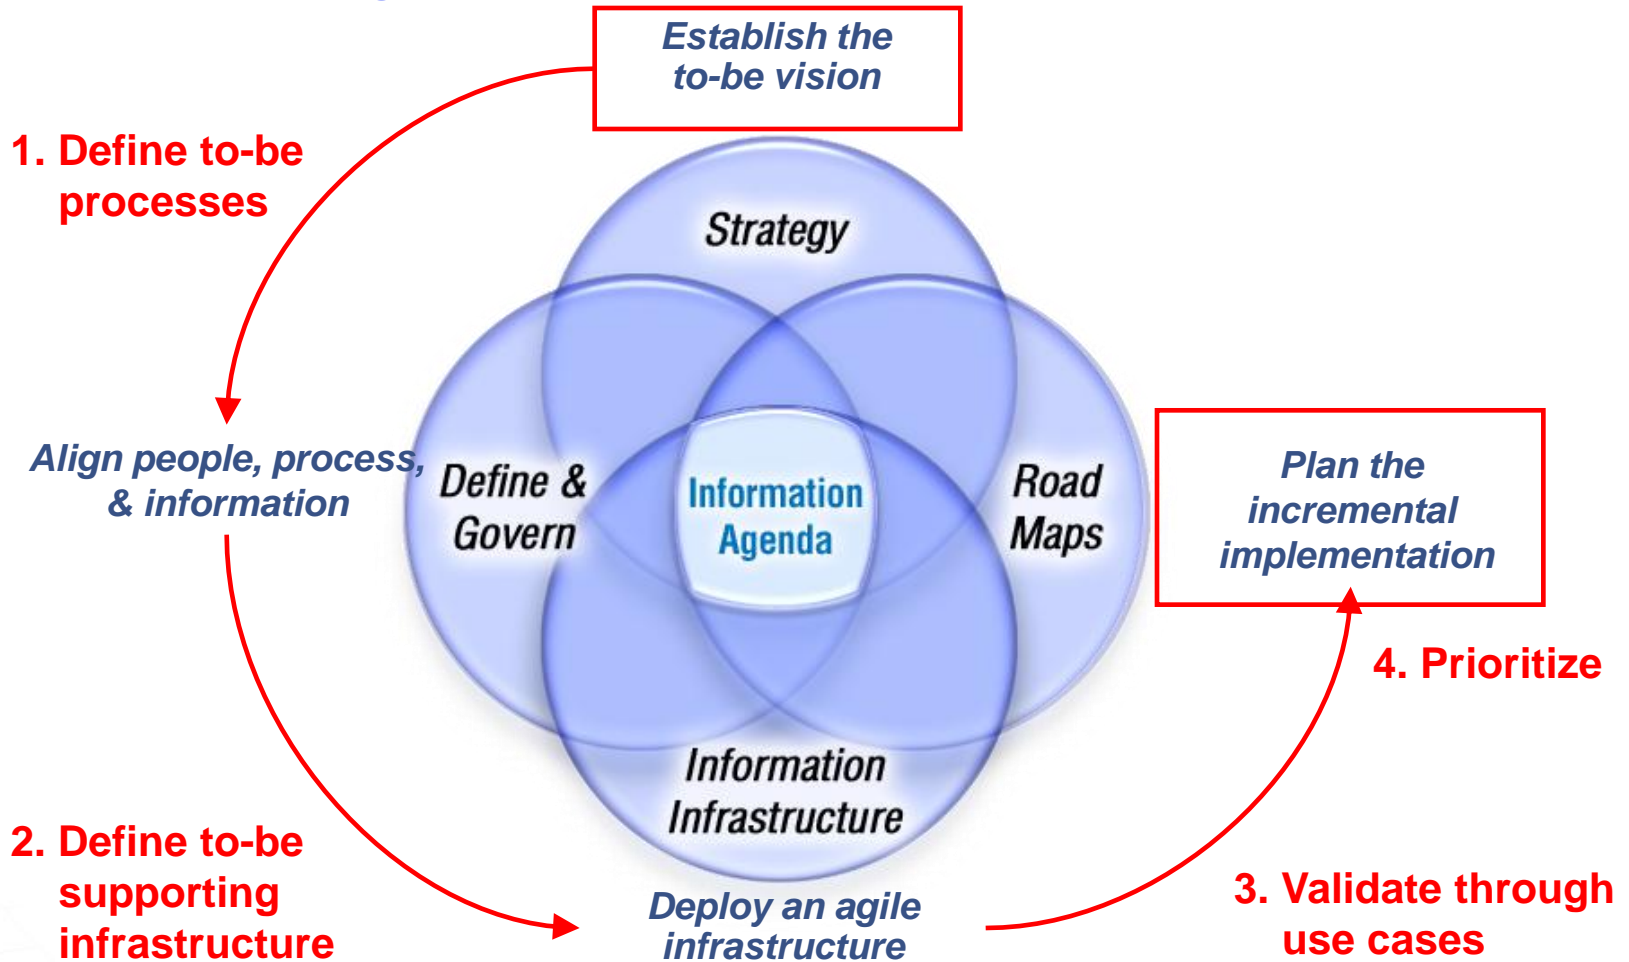 Establish the
to-be vision
1. Define to-be
processes
Strategy
Align people, process,
& information
Define &
Govern
Information
Agenda
Road
Maps
Plan the
incremental
implementation
4. Prioritize
Information
Infrastructure
2. Define to-be
supporting
infrastructure
Deploy an agile
infrastructure
3. Validate through
use cases